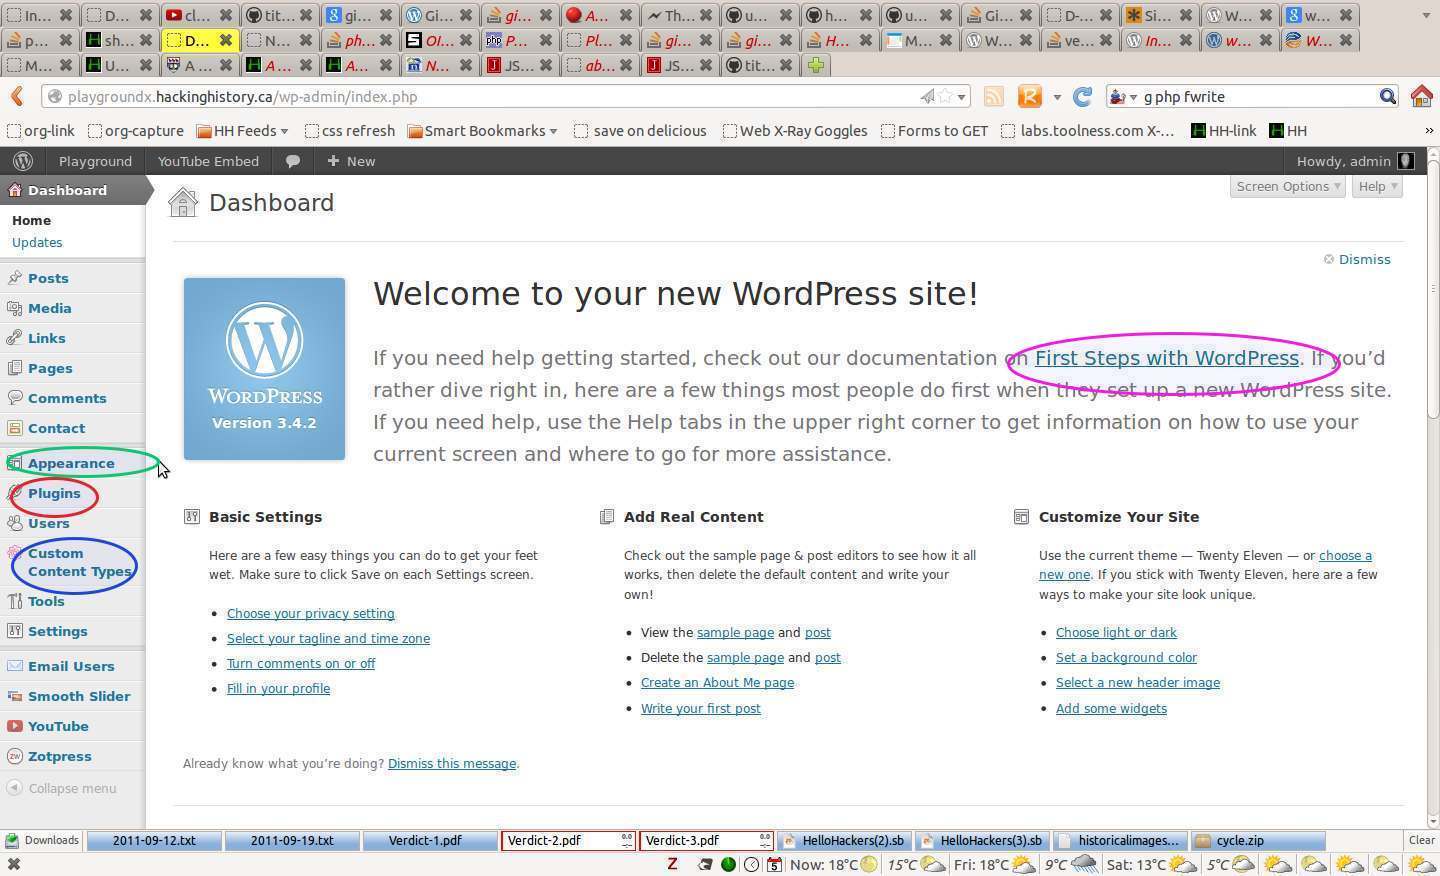 In... D... cl... tit... gi... Gi... gi... A... Th... u... h... u... Gi... D-... Si... W... w...
p... sh... D... N... ph... OI... P... Pl... gi... gi... H... M... W... ve... In... w... W...
M... U... A ... A ... A... N... JS... ab... JS... tit...
playgroundx.hackinghistory.ca/wp-admin/index.php
g php fwrite
org-link org-capture HH Feeds css refresh Smart Bookmarks save on delicious Web X-Ray Goggles Forms to GET labs.toolness.com X-... HH-link HH »
Playground YouTube Embed + New Howdy, admin
Dashboard
Home
Updates
Posts
Media
Links
Pages
Comments
Contact
Appearance
Plugins
Users
Custom
Content Types
Tools
Settings
Email Users
Smooth Slider
YouTube
Zotpress
Collapse menu
Screen Options Help
Dashboard
Dismiss
WORDPRESS
Version 3.4.2
Welcome to your new WordPress site!
If you need help getting started, check out our documentation on First Steps with WordPress. If you’d
rather dive right in, here are a few things most people do first when they set up a new WordPress site.
If you need help, use the Help tabs in the upper right corner to get information on how to use your
current screen and where to go for more assistance.
Basic Settings
Here are a few easy things you can do to get your feet
wet. Make sure to click Save on each Settings screen.
• Choose your privacy setting
• Select your tagline and time zone
• Turn comments on or off
• Fill in your profile
Add Real Content
Check out the sample page & post editors to see how it all
works, then delete the default content and write your
own!
• View the sample page and post
• Delete the sample page and post
• Create an About Me page
• Write your first post
Customize Your Site
Use the current theme — Twenty Eleven — or choose a
new one. If you stick with Twenty Eleven, here are a few
ways to make your site look unique.
• Choose light or dark
• Set a background color
• Select a new header image
• Add some widgets
Already know what you’re doing? Dismiss this message.
Downloads 2011-09-12.txt 2011-09-19.txt Verdict-1.pdf Verdict-2.pdf Verdict-3.pdf HelloHackers(2).sb HelloHackers(3).sb historicalimages... cycle.zip Clear
Z 5 Now: 18°C 15°C Fri: 18°C 9°C Sat: 13°C 5°C